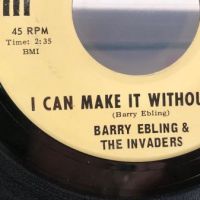 45 RPM
Time: 2:35
BMI
I CAN MAKE IT WITHOU
(Barry Ebling)
BARRY EBLING &
THE INVADERS